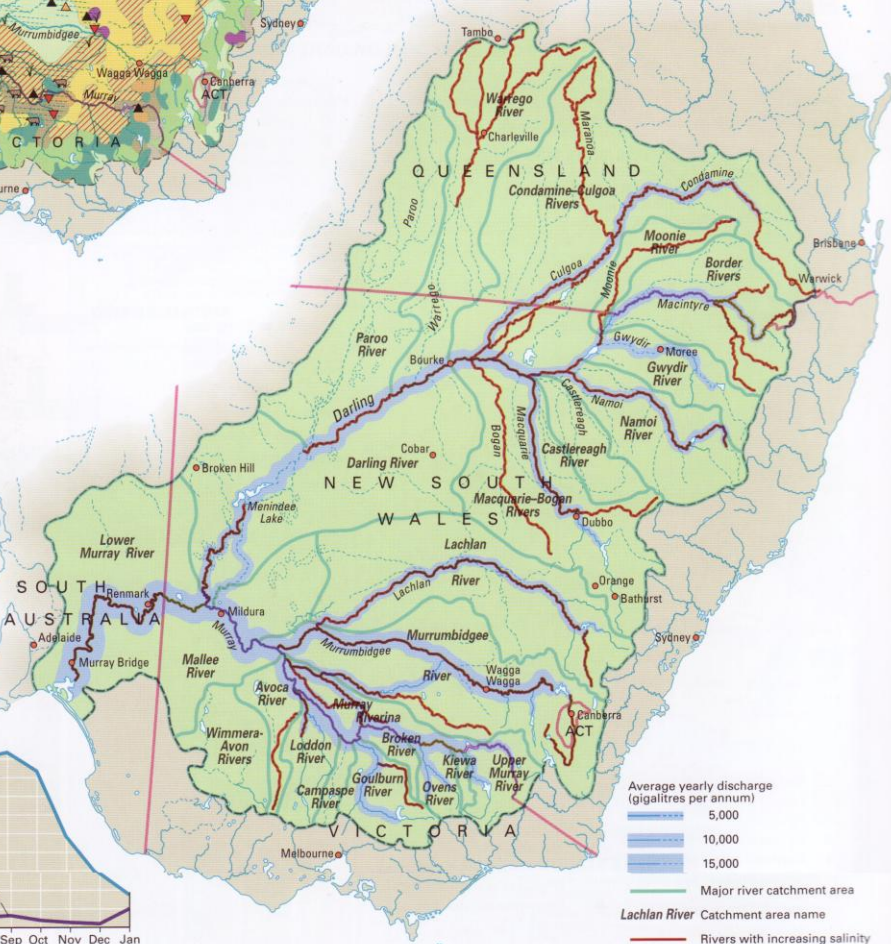 Murrumbidgee
Sydney
Wagga Wagga
Canberra
ACT
Murray
CTORIA
urne
Tambo
Warrego
River
Charleville
Maranoa
QUEENSLAND
Condamine–Culgoa
Rivers
Condamine
Paroo
Moonie
River
Brisbane
Culgoa
Border
Rivers
Moonie
Warwick
Warrego
Macintyre
Paroo
River
Gwydir
Moree
Bourke
Gwydir
River
Darling
Castlereagh
Namoi
Macquarie
Bogan
Namoi
River
Cobar
Castlereagh
River
Broken Hill
Darling River
NEW SOUTH
Menindee
Lake
Macquarie–Bogan
Rivers
WALES
Dubbo
Lower
Murray River
Lachlan
River
Lachlan
Orange
SOUTH
Renmark
Bathurst
AUSTRALIA
Mildura
Adelaide
Murray
Murrumbidgee
Murrumbidgee
River
Sydney
Murray Bridge
Mallee
River
Wagga
Wagga
Avoca
River
Murray
Riverina
Canberra
ACT
Wimmera-
Avon
Rivers
Loddon
River
Broken
River
Kiewa
River
Upper
Murray
River
Goulburn
River
Campaspe
River
Ovens
River
VICTORIA
Melbourne
Average yearly discharge
(gigalitres per annum)
5,000
10,000
15,000
Major river catchment area
Lachlan River Catchment area name
Rivers with increasing salinity
Sep Oct Nov Dec Jan